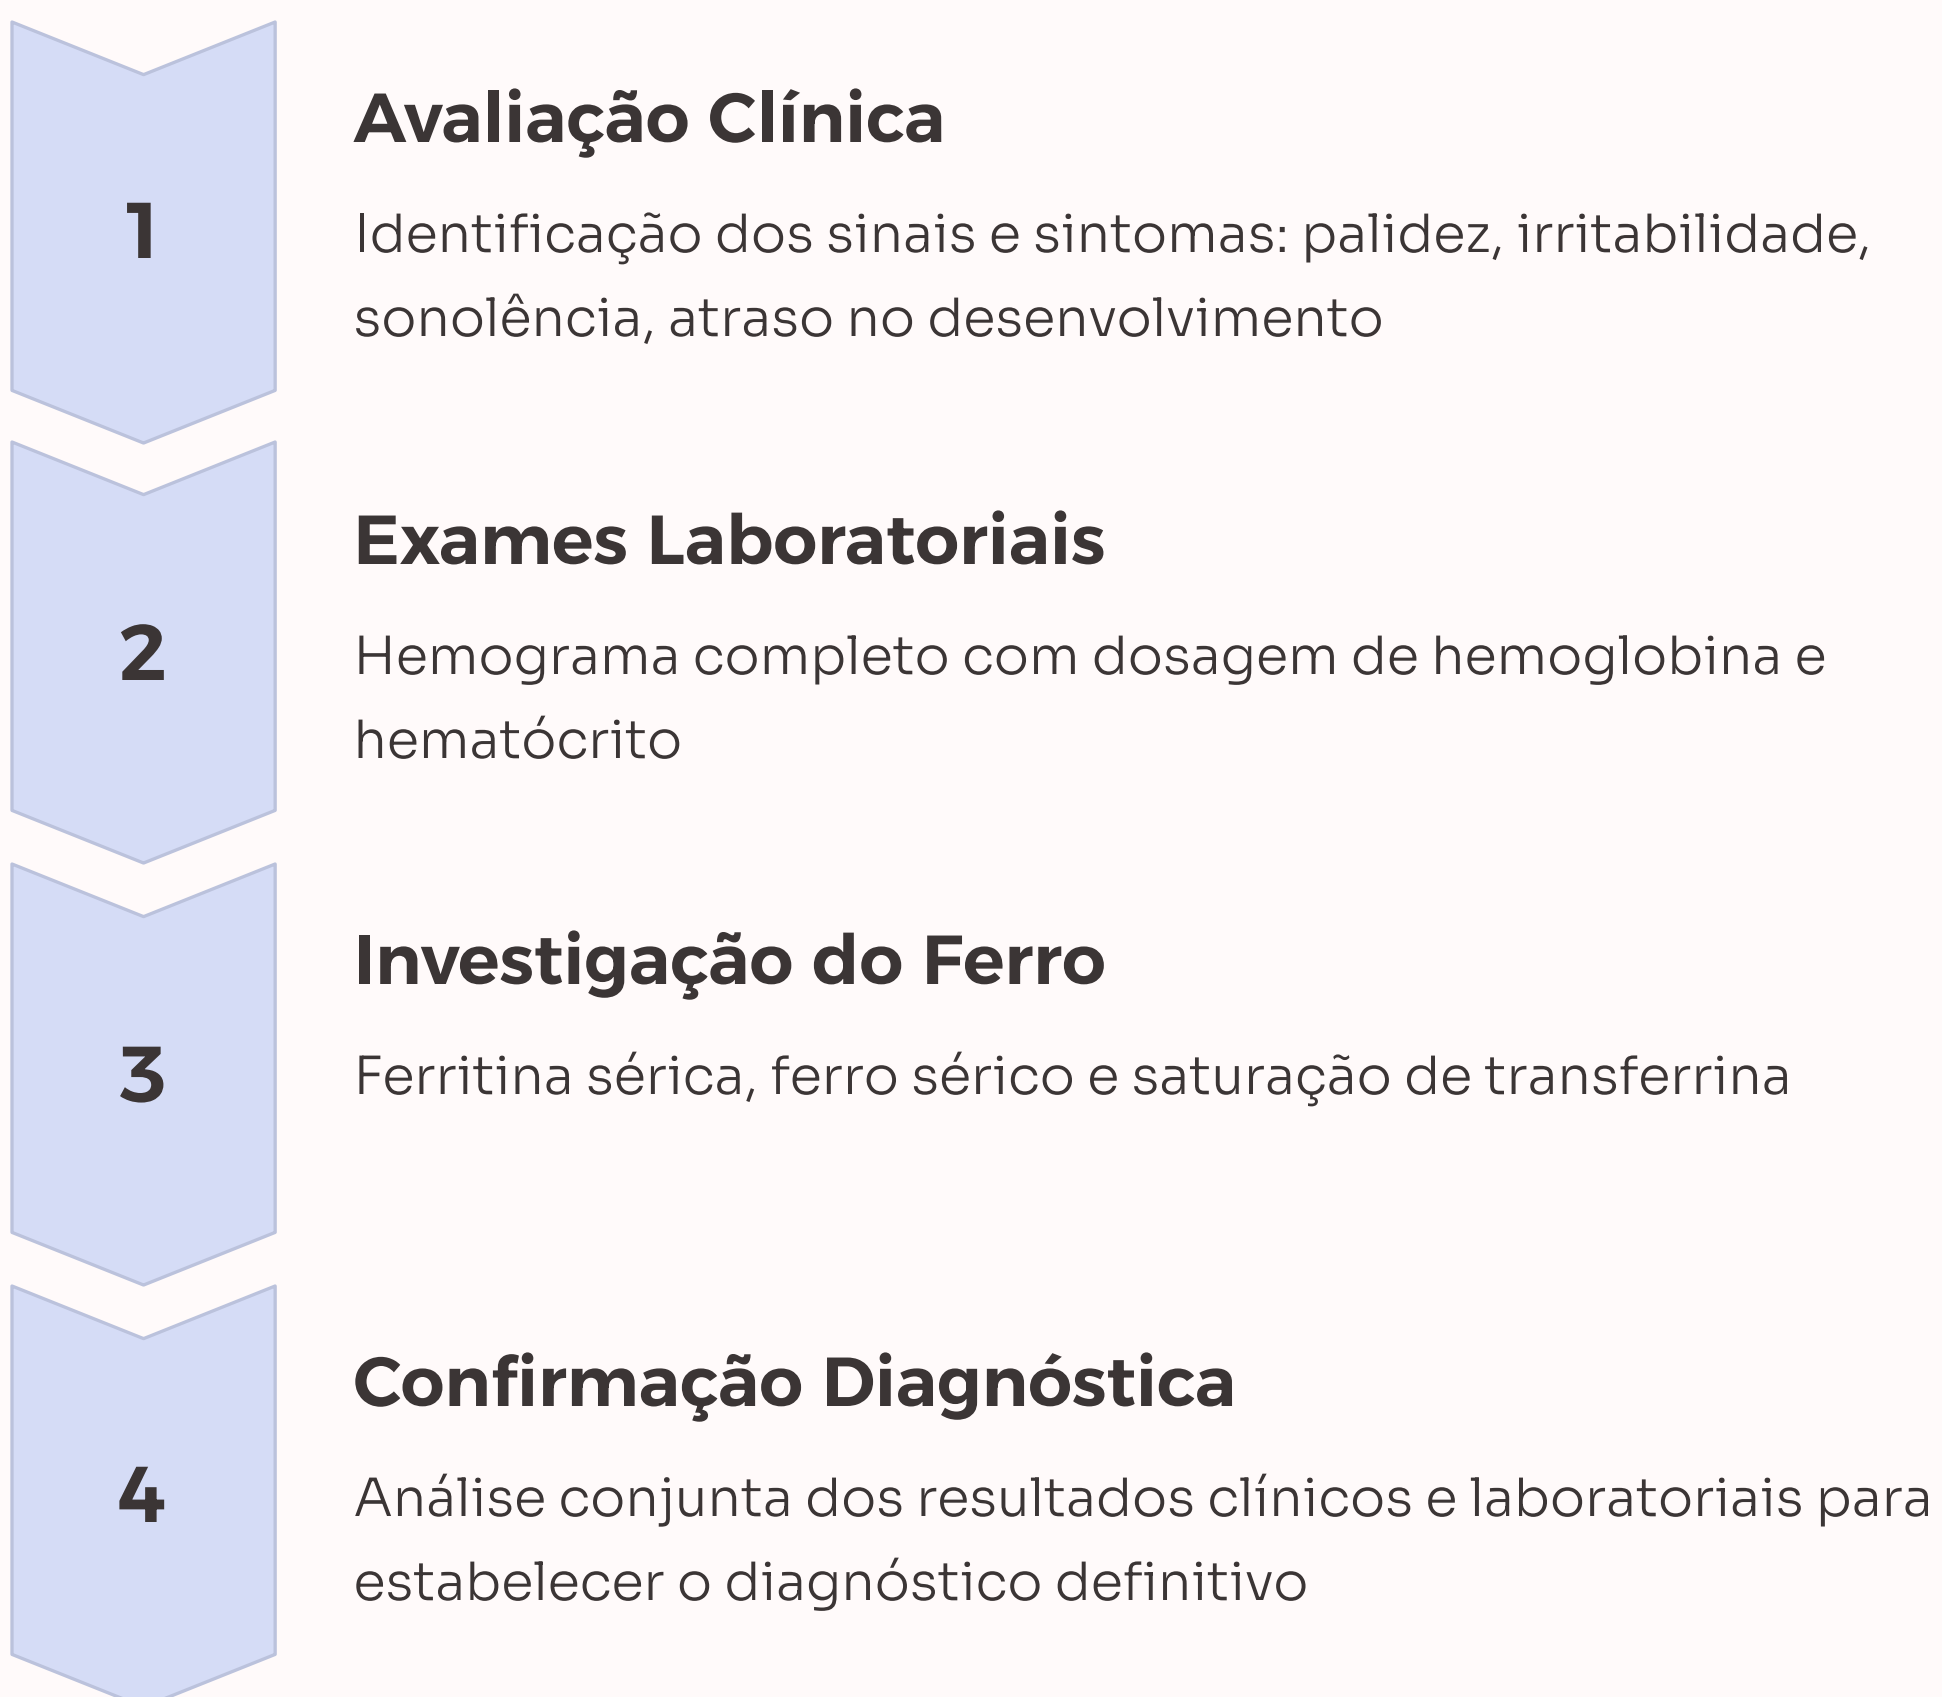 1
Avaliação Clínica
Identificação dos sinais e sintomas: palidez, irritabilidade,
sonolência, atraso no desenvolvimento
2
Exames Laboratoriais
Hemograma completo com dosagem de hemoglobina e
hematócrito
3
Investigação do Ferro
Ferritina sérica, ferro sérico e saturação de transferrina
4
Confirmação Diagnóstica
Análise conjunta dos resultados clínicos e laboratoriais para
estabelecer o diagnóstico definitivo